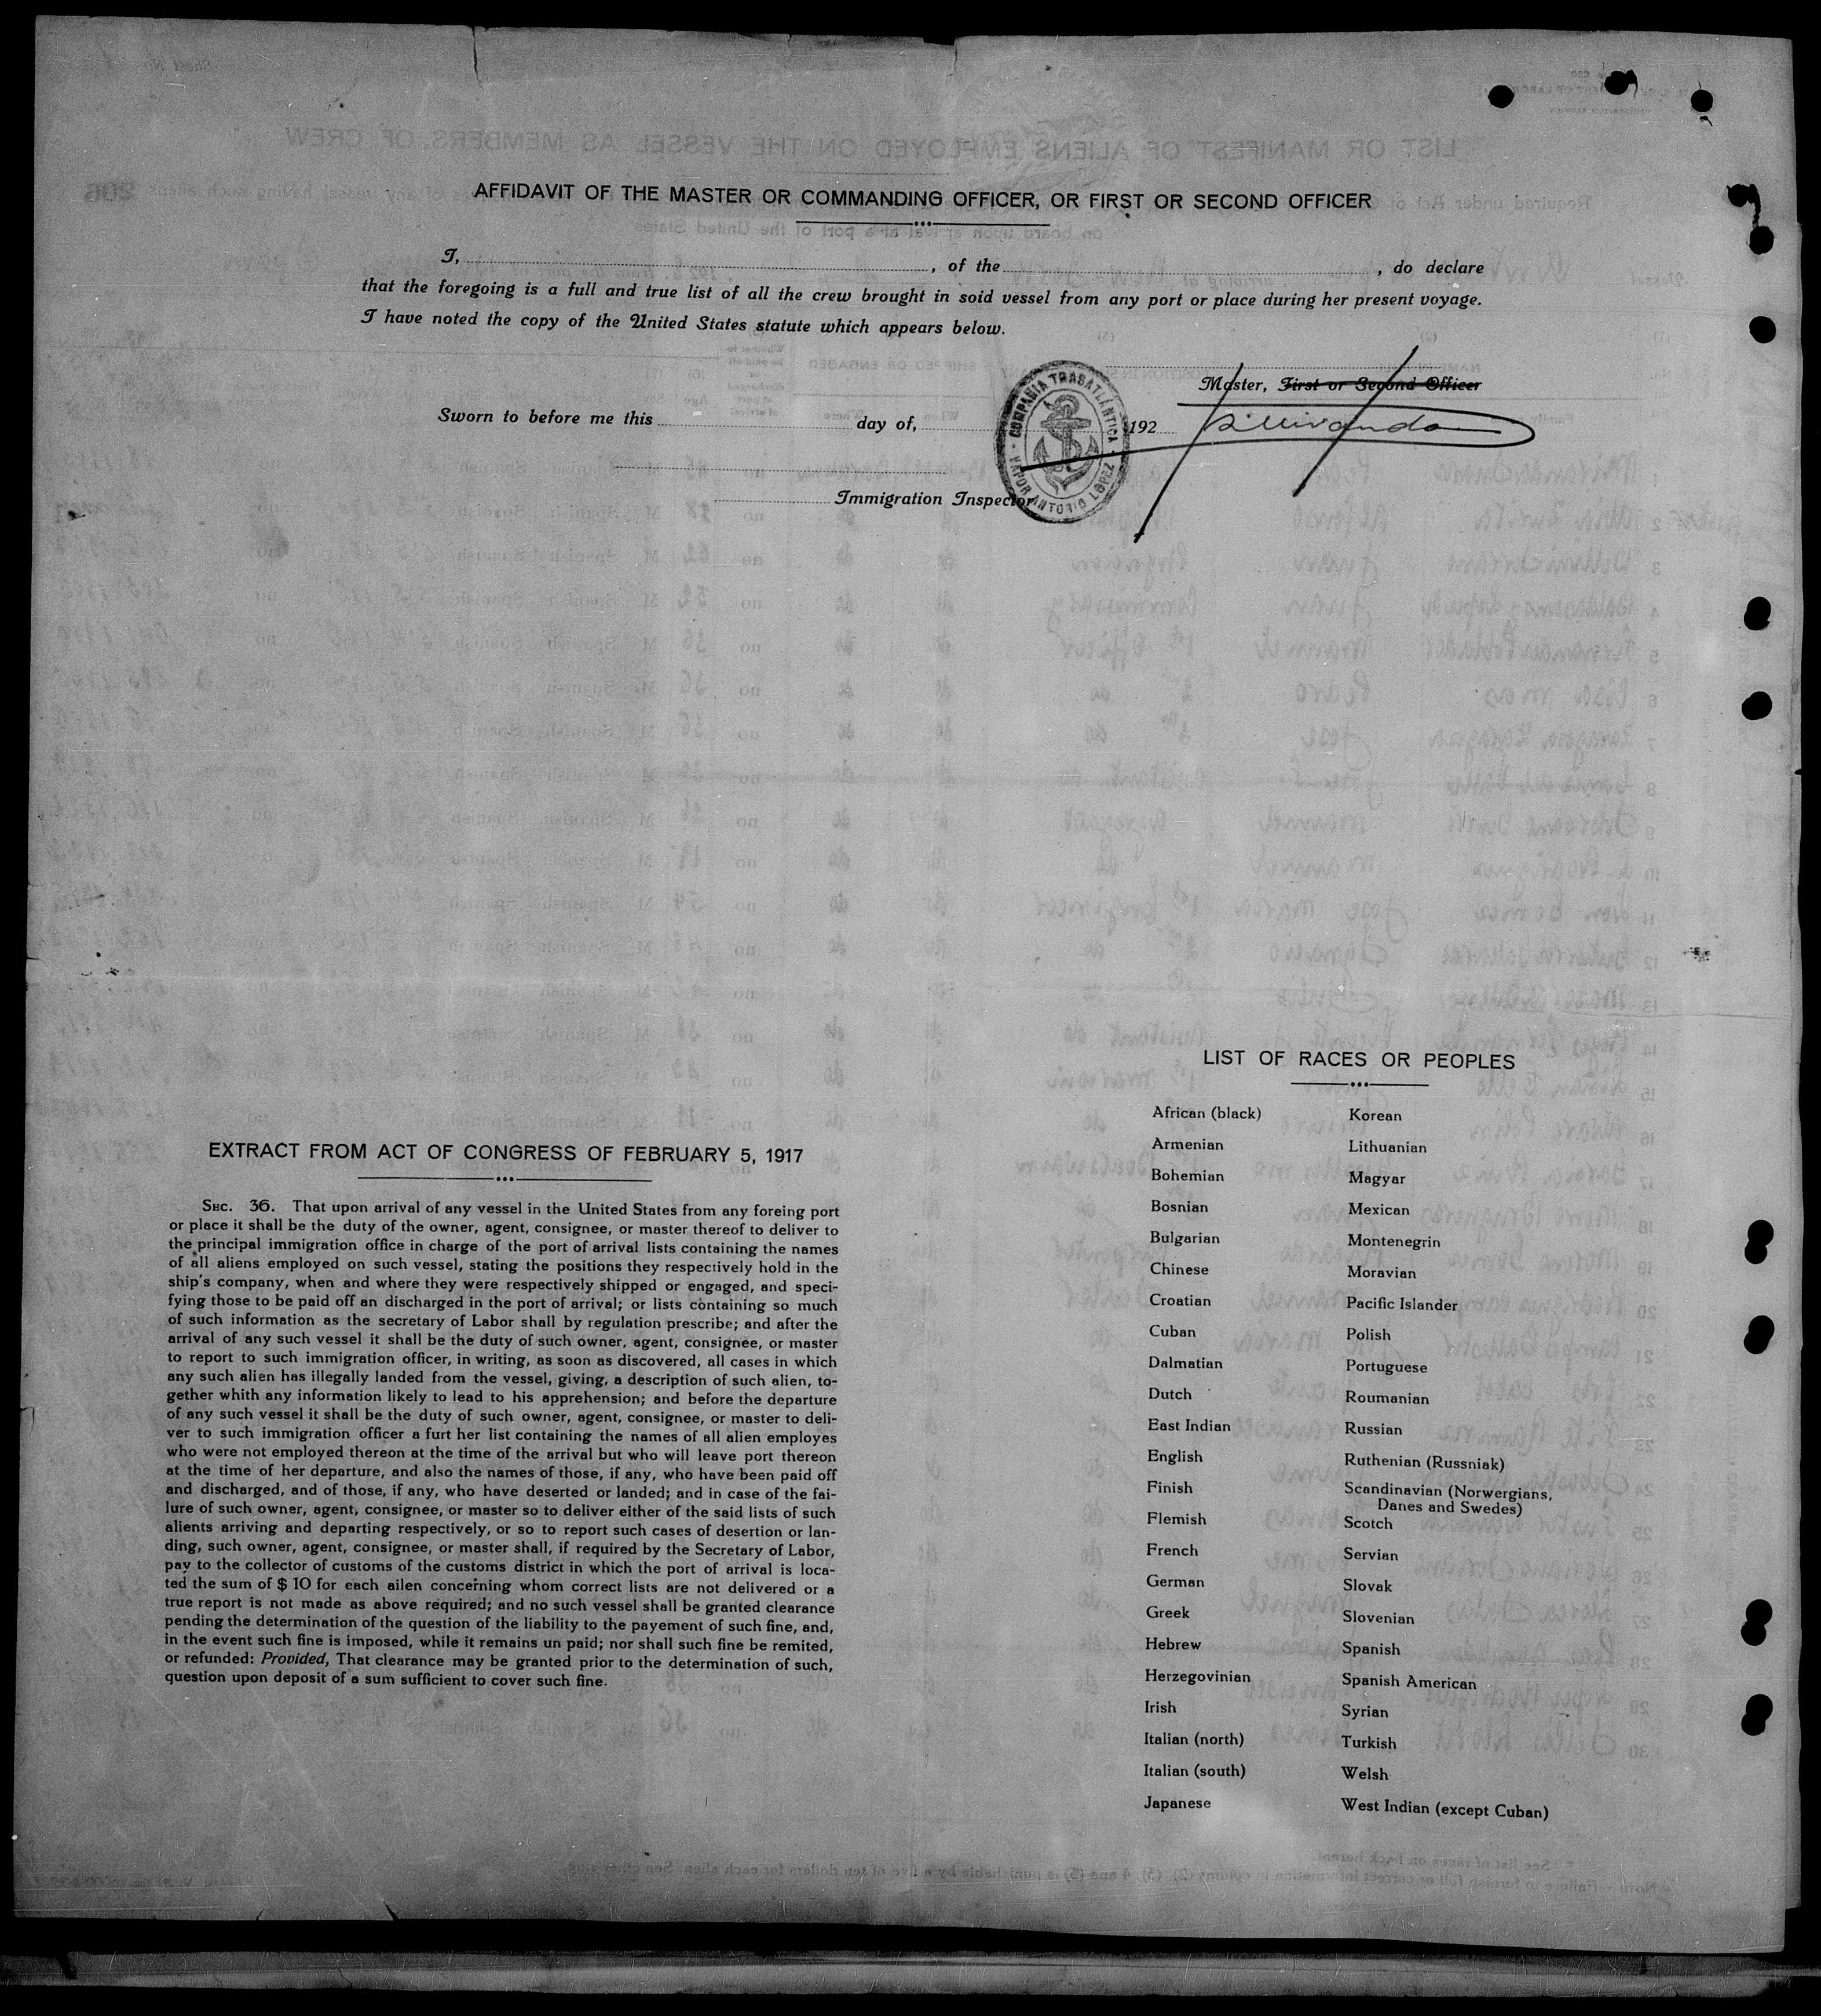 AFFIDAVIT OF THE MASTER OR COMMANDING OFFICER, OR FIRST OR SECOND OFFICER
I, , of the , do declare
that the foregoing is a full and true list of all the crew brought in soid vessel from any port or place during her present voyage.
I have noted the copy of the United States statute which appears below.
Master, First or Second Officer
Sworn to before me this day of, 192
Immigration Inspector
COMPAÑIA TRASATLÁNTICA
VAPOR ANTONIO LOPEZ
EXTRACT FROM ACT OF CONGRESS OF FEBRUARY 5, 1917
SHC. 36. That upon arrival of any vessel in the United States from any foreing port
or place it shall be the duty of the owner, agent, consignee, or master thereof to deliver to
the principal immigration office in charge of the port of arrival lists containing the names
of all aliens employed on such vessel, stating the positions they respectively hold in the
ship's company, when and where they were respectively shipped or engaged, and speci-
fying those to be paid off an discharged in the port of arrival; or lists containing so much
of such information as the secretary of Labor shall by regulation prescribe; and after the
arrival of any such vessel it shall be the duty of such owner, agent, consignee, or master
to report to such immigration officer, in writing, as soon as discovered, all cases in which
any such alien has illegally landed from the vessel, giving, a description of such alien, to-
gether whith any information likely to lead to his apprehension; and before the departure
of any such vessel it shall be the duty of such owner, agent, consignee, or master to deli-
ver to such immigration officer a furt her list containing the names of all alien employes
who were not employed thereon at the time of the arrival but who will leave port thereon
at the time of her departure, and also the names of those, if any, who have been paid off
and discharged, and of those, if any, who have deserted or landed; and in case of the fai-
lure of such owner, agent, consignee, or master so to deliver either of the said lists of such
alients arriving and departing respectively, or so to report such cases of desertion or lan-
ding, such owner, agent, consignee, or master shall, if required by the Secretary of Labor,
pay to the collector of customs of the customs district in which the port of arrival is loca-
ted the sum of $ 10 for each ailen concerning whom correct lists are not delivered or a
true report is not made as above required; and no such vessel shall be granted clearance
pending the determination of the question of the liability to the payement of such fine, and,
in the event such fine is imposed, while it remains un paid; nor shall such fine be remited,
or refunded: Provided, That clearance may be granted prior to the determination of such,
question upon deposit of a sum sufficient to cover such fine.
LIST OF RACES OR PEOPLES
African (black)
Armenian
Bohemian
Bosnian
Bulgarian
Chinese
Croatian
Cuban
Dalmatian
Dutch
East Indian
English
Finish
Flemish
French
German
Greek
Hebrew
Herzegovinian
Irish
Italian (north)
Italian (south)
Japanese
Korean
Lithuanian
Magyar
Mexican
Montenegrin
Moravian
Pacific Islander
Polish
Portuguese
Roumanian
Russian
Ruthenian (Russniak)
Scandinavian (Norwergians,
Danes and Swedes)
Scotch
Servian
Slovak
Slovenian
Spanish
Spanish American
Syrian
Turkish
Welsh
West Indian (except Cuban)